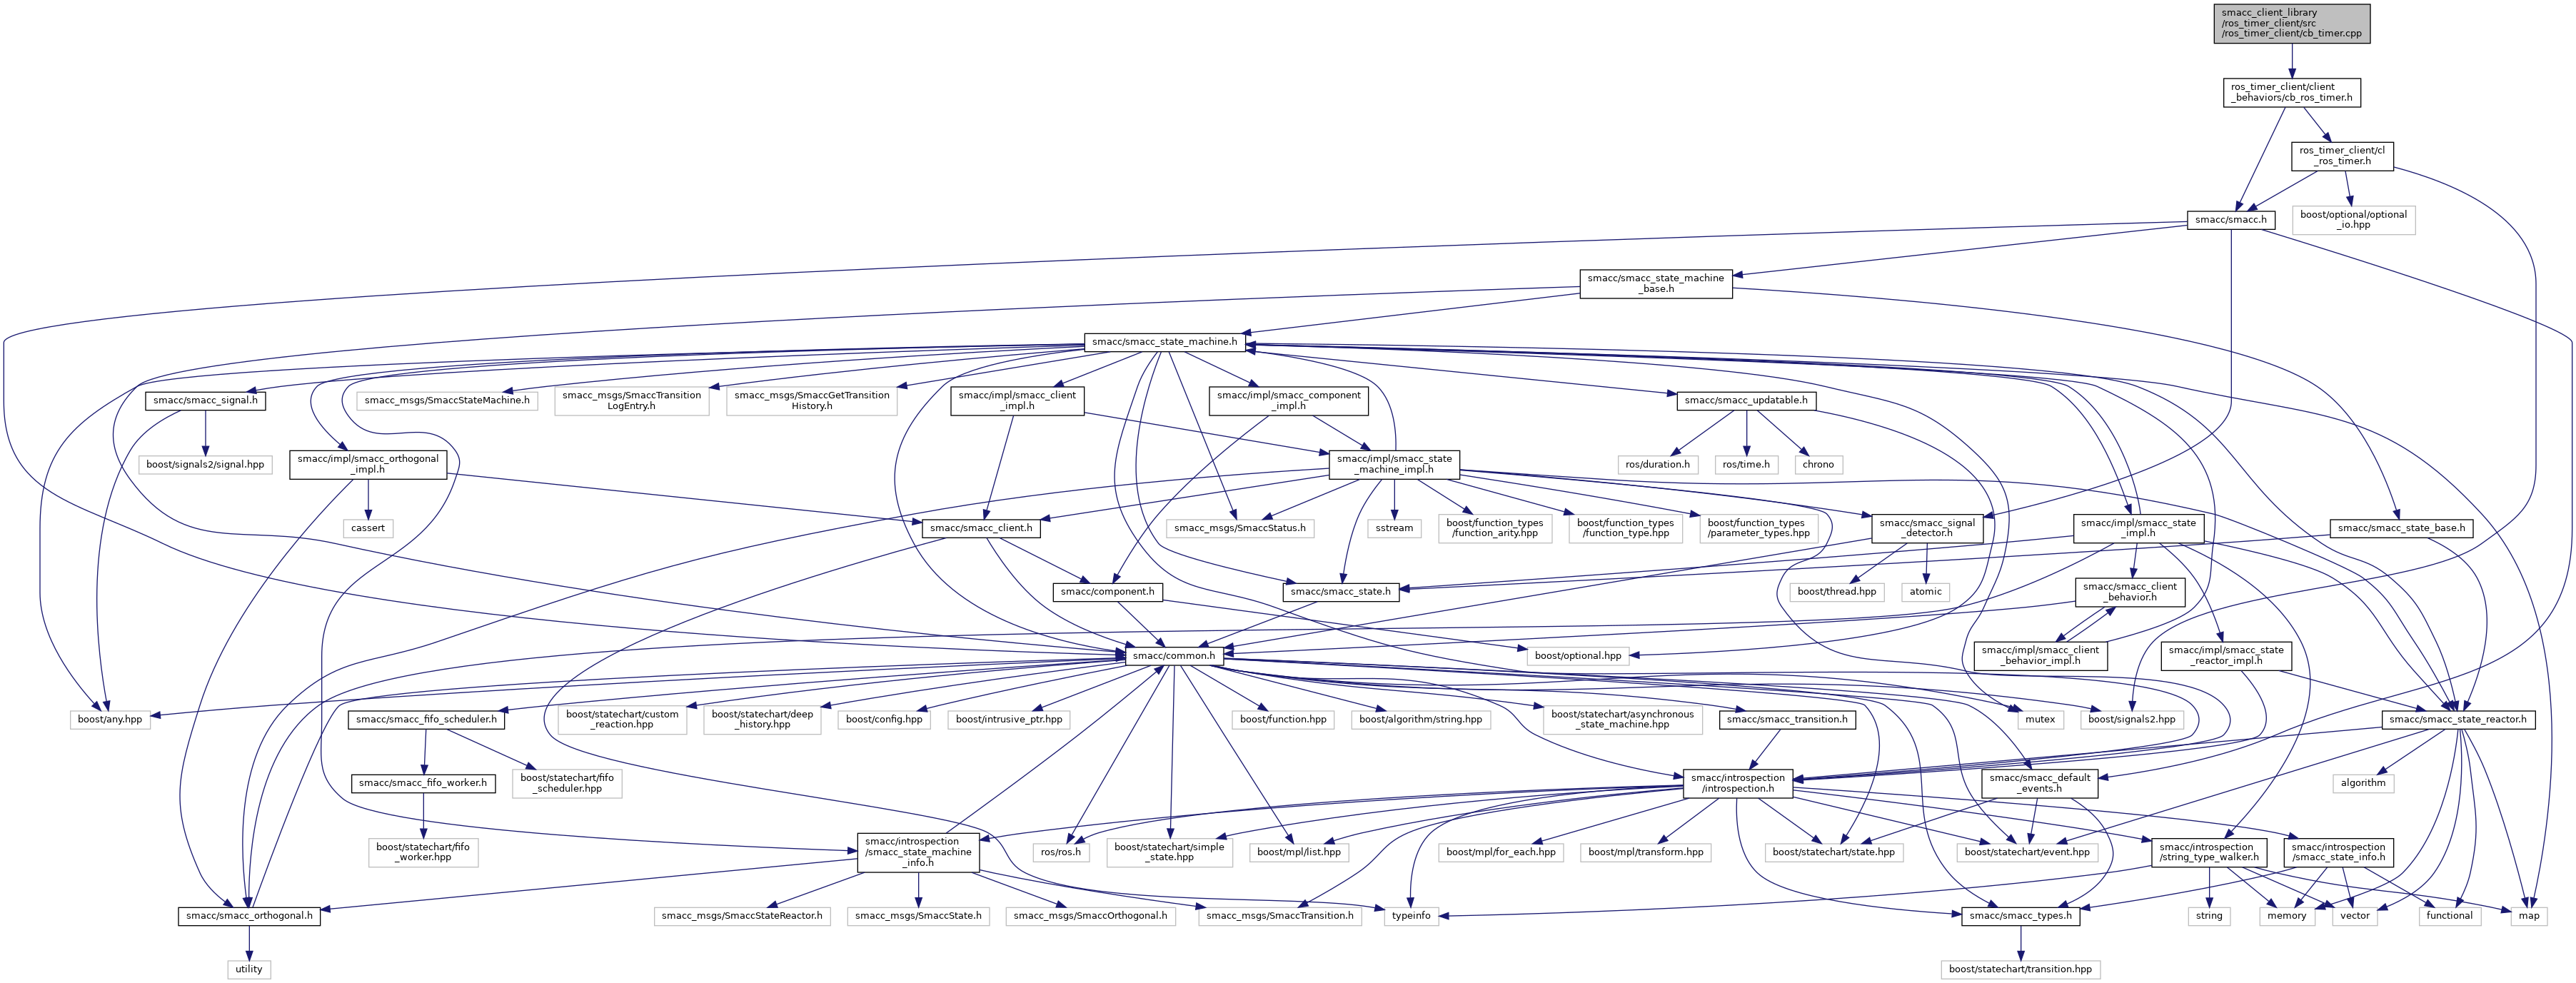 smacc_client_library
/ros_timer_client/src
/ros_timer_client/cb_timer.cpp
ros_timer_client/client
_behaviors/cb_ros_timer.h
ros_timer_client/cl
_ros_timer.h
smacc/smacc.h
boost/optional/optional
_io.hpp
smacc/smacc_state_machine
_base.h
smacc/smacc_state_machine.h
smacc/smacc_signal.h
smacc_msgs/SmaccStateMachine.h
smacc_msgs/SmaccTransition
LogEntry.h
smacc_msgs/SmaccGetTransition
History.h
smacc/impl/smacc_client
_impl.h
smacc/impl/smacc_component
_impl.h
smacc/smacc_updatable.h
boost/signals2/signal.hpp
smacc/impl/smacc_orthogonal
_impl.h
smacc/impl/smacc_state
_machine_impl.h
ros/duration.h
ros/time.h
chrono
cassert
smacc/smacc_client.h
smacc_msgs/SmaccStatus.h
sstream
boost/function_types
/function_arity.hpp
boost/function_types
/function_type.hpp
boost/function_types
/parameter_types.hpp
smacc/smacc_signal
_detector.h
smacc/impl/smacc_state
_impl.h
smacc/smacc_state_base.h
smacc/component.h
smacc/smacc_state.h
boost/thread.hpp
atomic
smacc/smacc_client
_behavior.h
smacc/common.h
boost/optional.hpp
smacc/impl/smacc_client
_behavior_impl.h
smacc/impl/smacc_state
_reactor_impl.h
boost/any.hpp
smacc/smacc_fifo_scheduler.h
boost/statechart/custom
_reaction.hpp
boost/statechart/deep
_history.hpp
boost/config.hpp
boost/intrusive_ptr.hpp
boost/function.hpp
boost/algorithm/string.hpp
boost/statechart/asynchronous
_state_machine.hpp
smacc/smacc_transition.h
mutex
boost/signals2.hpp
smacc/smacc_state_reactor.h
smacc/smacc_fifo_worker.h
boost/statechart/fifo
_scheduler.hpp
smacc/introspection
/introspection.h
smacc/smacc_default
_events.h
algorithm
boost/statechart/fifo
_worker.hpp
smacc/introspection
/smacc_state_machine
_info.h
ros/ros.h
boost/statechart/simple
_state.hpp
boost/mpl/list.hpp
boost/mpl/for_each.hpp
boost/mpl/transform.hpp
boost/statechart/state.hpp
boost/statechart/event.hpp
smacc/introspection
/string_type_walker.h
smacc/introspection
/smacc_state_info.h
smacc/smacc_orthogonal.h
smacc_msgs/SmaccStateReactor.h
smacc_msgs/SmaccState.h
smacc_msgs/SmaccOrthogonal.h
smacc_msgs/SmaccTransition.h
typeinfo
smacc/smacc_types.h
string
memory
vector
functional
map
utility
boost/statechart/transition.hpp